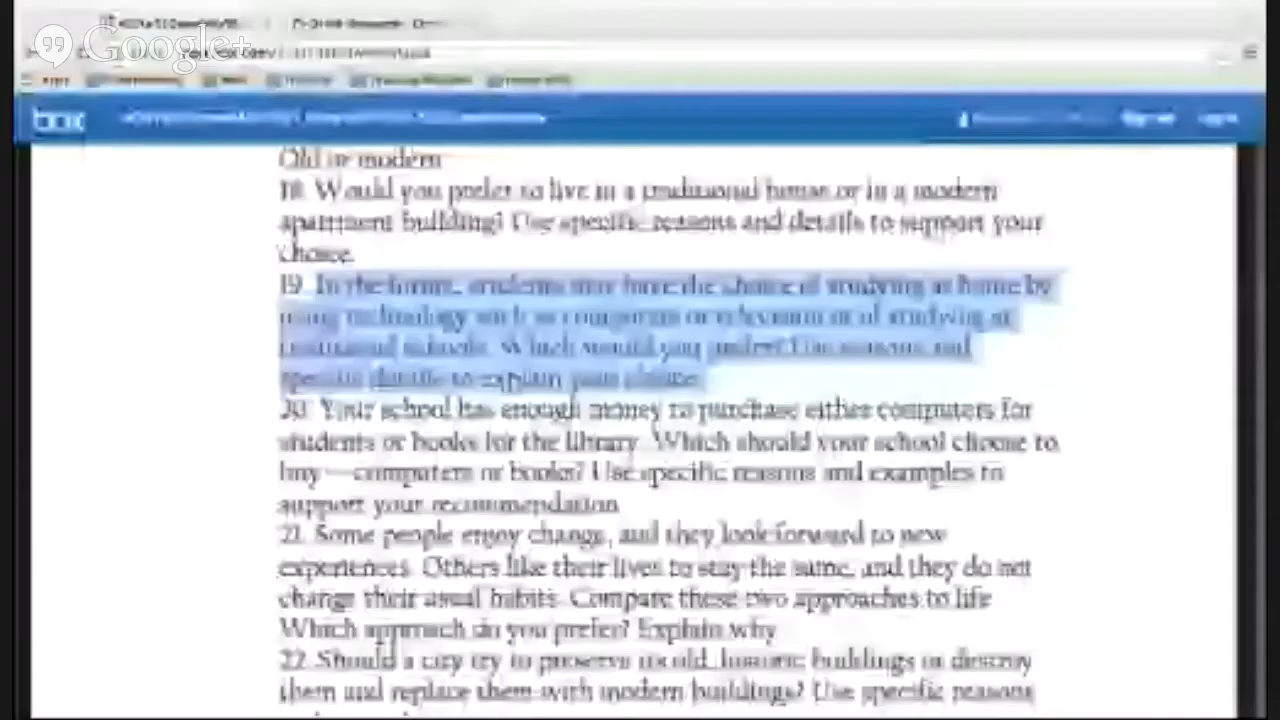 Google+
box
Old or modern
18. Would you prefer to live in a traditional house or in a modern
apartment building? Use specific reasons and details to support your
choice.
19. In the future, students may have the choice of studying at home by
using technology such as computers or television or of studying at
traditional schools. Which would you prefer? Use reasons and
specific details to explain your choice.
20. Your school has enough money to purchase either computers for
students or books for the library. Which should your school choose to
buy—computers or books? Use specific reasons and examples to
support your recommendation.
21. Some people enjoy change, and they look forward to new
experiences. Others like their lives to stay the same, and they do not
change their usual habits. Compare these two approaches to life.
Which approach do you prefer? Explain why.
22. Should a city try to preserve its old, historic buildings or destroy
them and replace them with modern buildings? Use specific reasons